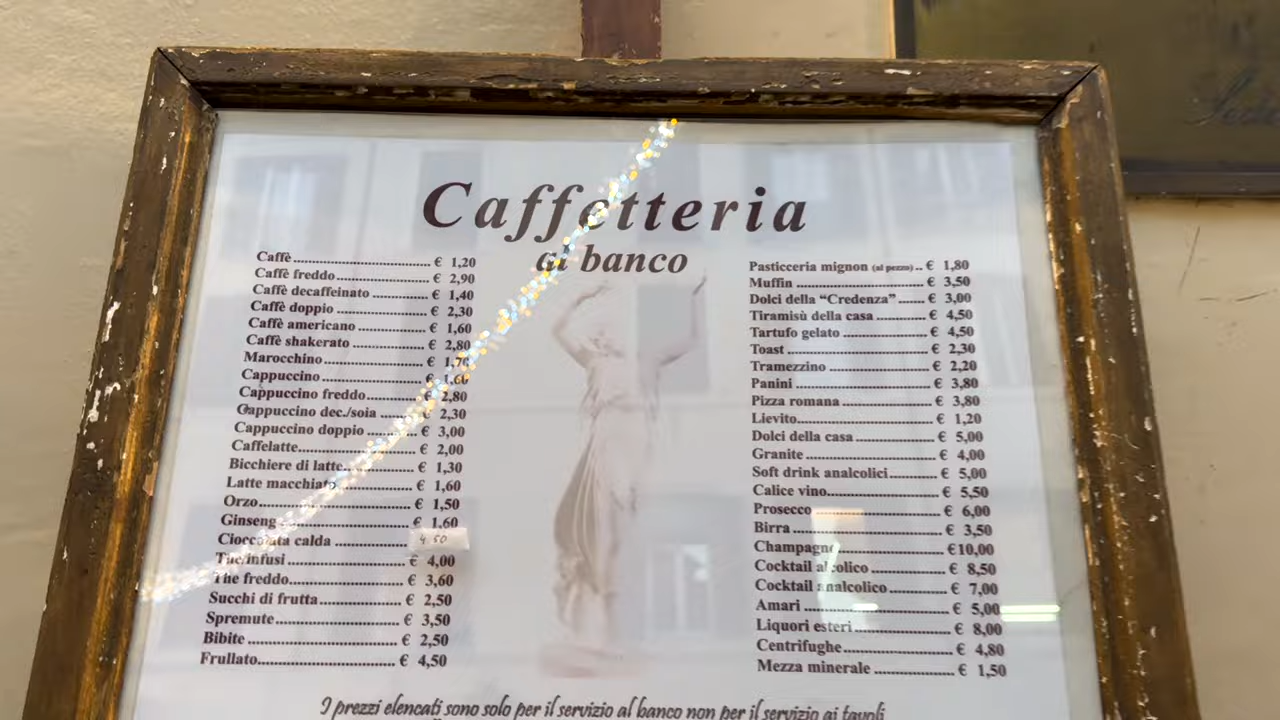 Caffetteria
al banco
Caffè ........ € 1,20
Caffè freddo ........ € 2,90
Caffè decaffeinato ........ € 1,40
Caffè doppio ........ € 2,30
Caffè americano ........ € 1,60
Caffè shakerato ........ € 2,80
Marocchino ........ € 1,70
Cappuccino ........ € 1,60
Cappuccino freddo ........ € 2,80
Cappuccino dec./soia ........ € 2,30
Cappuccino doppio ........ € 3,00
Caffelatte ........ € 2,00
Bicchiere di latte ........ € 1,30
Latte macchiato ........ € 1,60
Orzo ........ € 1,50
Ginseng ........ € 1,60
Cioccolata calda ........ 4.50
The/infusi ........ € 4,00
The freddo ........ € 3,60
Succhi di frutta ........ € 2,50
Spremute ........ € 3,50
Bibite ........ € 2,50
Frullato ........ € 4,50
Pasticceria mignon (al pezzo) .. € 1,80
Muffin ........ € 3,50
Dolci della “Credenza” ........ € 3,00
Tiramisù della casa ........ € 4,50
Tartufo gelato ........ € 4,50
Toast ........ € 2,30
Tramezzino ........ € 2,20
Panini ........ € 3,80
Pizza romana ........ € 3,80
Lievito ........ € 1,20
Dolci della casa ........ € 5,00
Granite ........ € 4,00
Soft drink analcolici ........ € 5,00
Calice vino ........ € 5,50
Prosecco ........ € 6,00
Birra ........ € 3,50
Champagne ........ €10,00
Cocktail alcolico ........ € 8,50
Cocktail analcolico ........ € 7,00
Amari ........ € 5,00
Liquori esteri ........ € 8,00
Centrifughe ........ € 4,80
Mezza minerale ........ € 1,50
I prezzi elencati sono solo per il servizio al banco non per il servizio ai tavoli